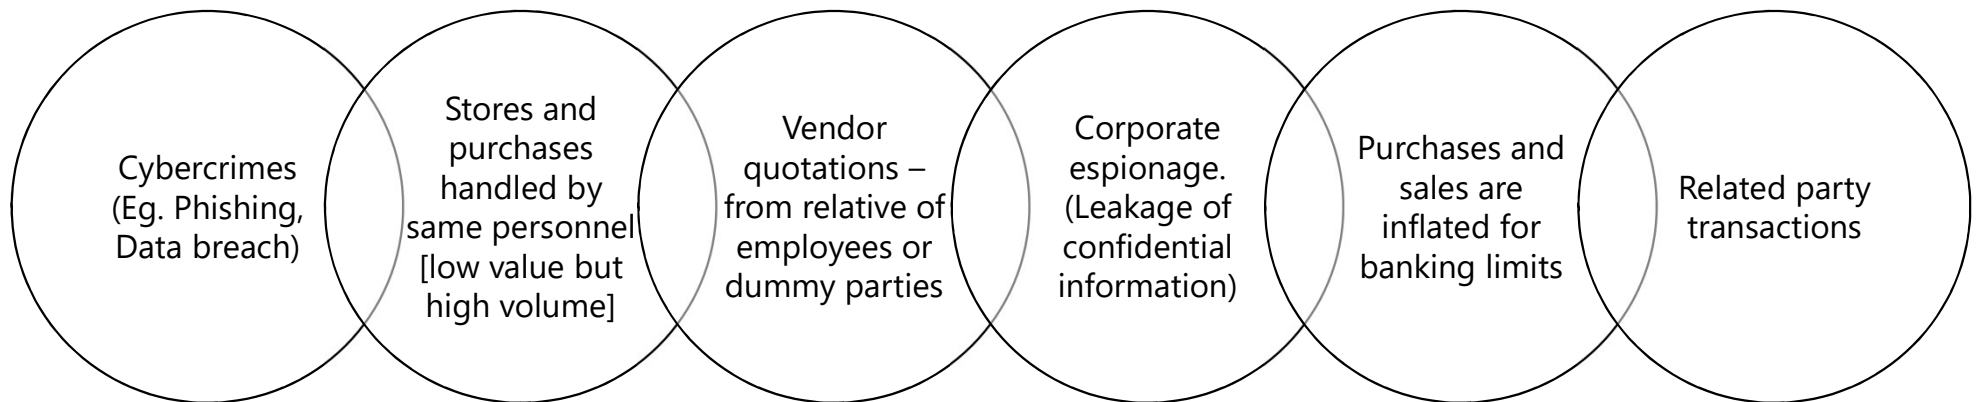 Cybercrimes
(Eg. Phishing,
Data breach)
Stores and
purchases
handled by
same personnel
[low value but
high volume]
Vendor
quotations –
from relative of
employees or
dummy parties
Corporate
espionage.
(Leakage of
confidential
information)
Purchases and
sales are
inflated for
banking limits
Related party
transactions